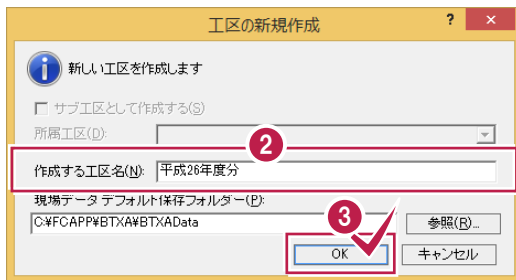 工区の新規作成
? ×
新しい工区を作成します
サブ工区として作成する(S)
所属工区(D):
2
作成する工区名(N): 平成26年度分
現場データ デフォルト保存フォルダー(P):
3
C:¥FCAPP¥BTXA¥BTXAData 参照(R)...
OK キャンセル